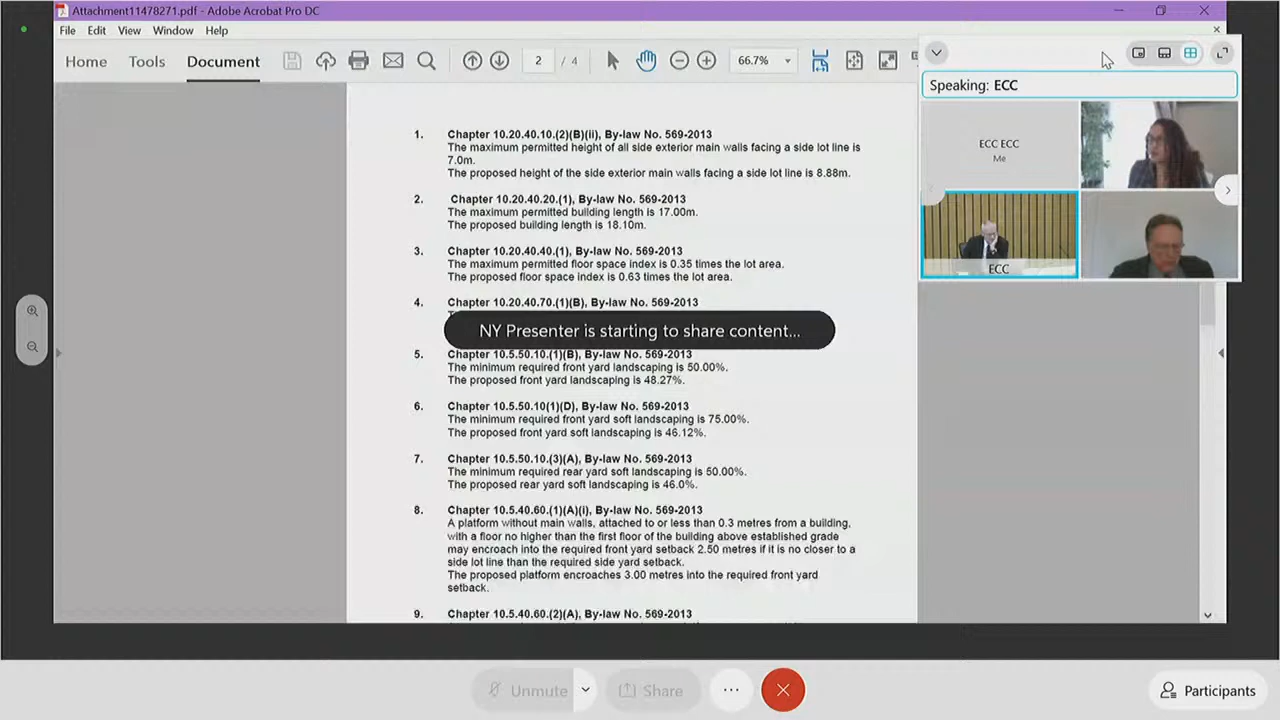 Attachment11478271.pdf - Adobe Acrobat Pro DC
File Edit View Window Help
Home Tools Document 2 / 4 66.7%
Speaking: ECC
ECC ECC
Me
ECC
1. Chapter 10.20.40.10.(2)(B)(ii), By-law No. 569-2013
The maximum permitted height of all side exterior main walls facing a side lot line is
7.0m.
The proposed height of the side exterior main walls facing a side lot line is 8.88m.
2. Chapter 10.20.40.20.(1), By-law No. 569-2013
The maximum permitted building length is 17.00m.
The proposed building length is 18.10m.
3. Chapter 10.20.40.40.(1), By-law No. 569-2013
The maximum permitted floor space index is 0.35 times the lot area.
The proposed floor space index is 0.63 times the lot area.
4. Chapter 10.20.40.70.(1)(B), By-law No. 569-2013
NY Presenter is starting to share content...
5. Chapter 10.5.50.10.(1)(B), By-law No. 569-2013
The minimum required front yard landscaping is 50.00%.
The proposed front yard landscaping is 48.27%.
6. Chapter 10.5.50.10(1)(D), By-law No. 569-2013
The minimum required front yard soft landscaping is 75.00%.
The proposed front yard soft landscaping is 46.12%.
7. Chapter 10.5.50.10.(3)(A), By-law No. 569-2013
The minimum required rear yard soft landscaping is 50.00%.
The proposed rear yard soft landscaping is 46.0%.
8. Chapter 10.5.40.60.(1)(A)(i), By-law No. 569-2013
A platform without main walls, attached to or less than 0.3 metres from a building,
with a floor no higher than the first floor of the building above established grade
may encroach into the required front yard setback 2.50 metres if it is no closer to a
side lot line than the required side yard setback.
The proposed platform encroaches 3.00 metres into the required front yard
setback.
9. Chapter 10.5.40.60.(2)(A), By-law No. 569-2013
Unmute Share Participants